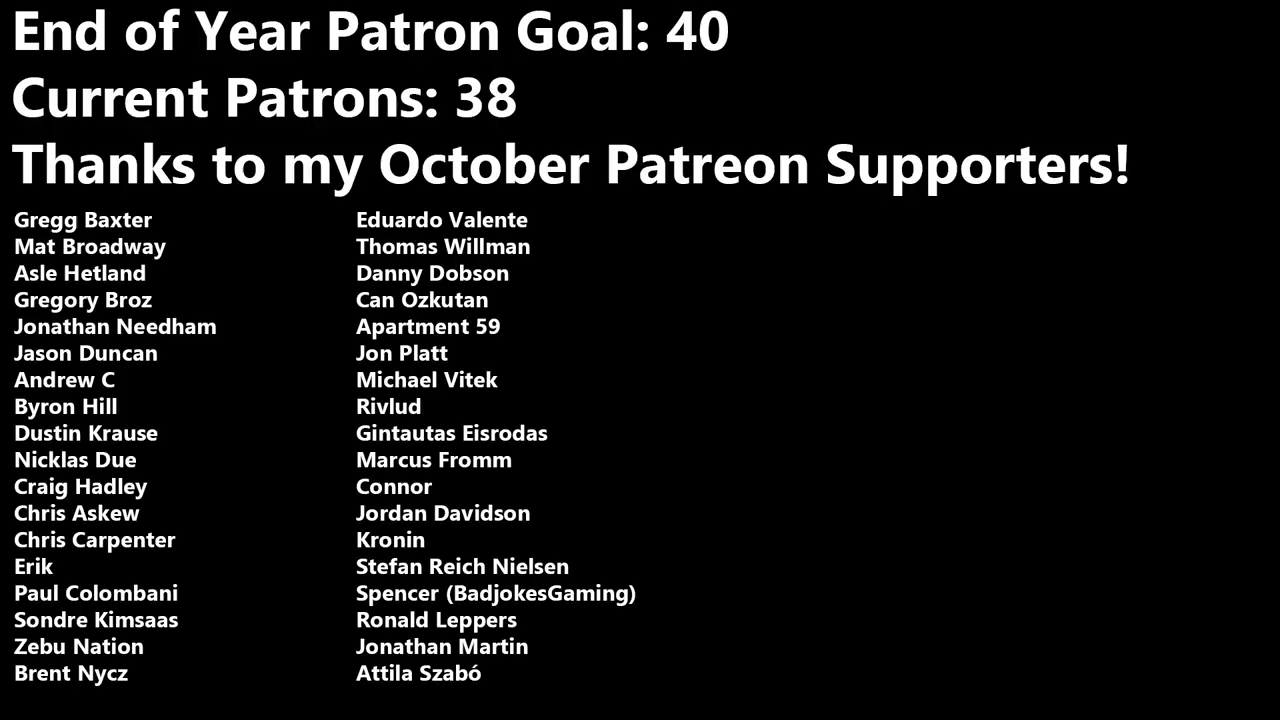 End of Year Patron Goal: 40
Current Patrons: 38
Thanks to my October Patreon Supporters!
Gregg Baxter
Mat Broadway
Asle Hetland
Gregory Broz
Jonathan Needham
Jason Duncan
Andrew C
Byron Hill
Dustin Krause
Nicklas Due
Craig Hadley
Chris Askew
Chris Carpenter
Erik
Paul Colombani
Sondre Kimsaas
Zebu Nation
Brent Nycz
Eduardo Valente
Thomas Willman
Danny Dobson
Can Ozkutan
Apartment 59
Jon Platt
Michael Vitek
Rivlud
Gintautas Eisrodas
Marcus Fromm
Connor
Jordan Davidson
Kronin
Stefan Reich Nielsen
Spencer (BadjokesGaming)
Ronald Leppers
Jonathan Martin
Attila Szabó